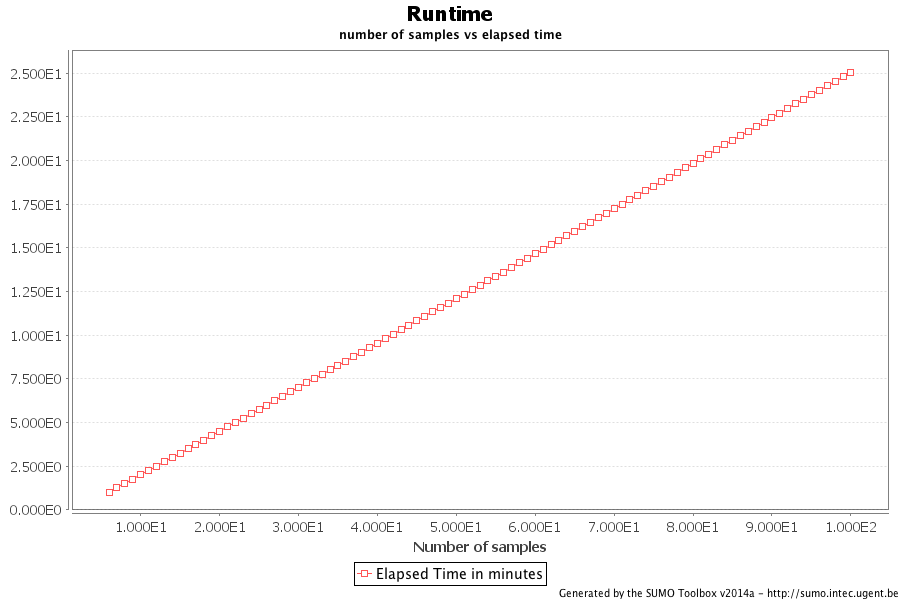 Runtime
number of samples vs elapsed time
2.500E1
2.250E1
2.000E1
1.750E1
1.500E1
1.250E1
1.000E1
7.500E0
5.000E0
2.500E0
0.000E0
1.000E1 2.000E1 3.000E1 4.000E1 5.000E1 6.000E1 7.000E1 8.000E1 9.000E1 1.000E2
Number of samples
Elapsed Time in minutes
Generated by the SUMO Toolbox v2014a - http://sumo.intec.ugent.be